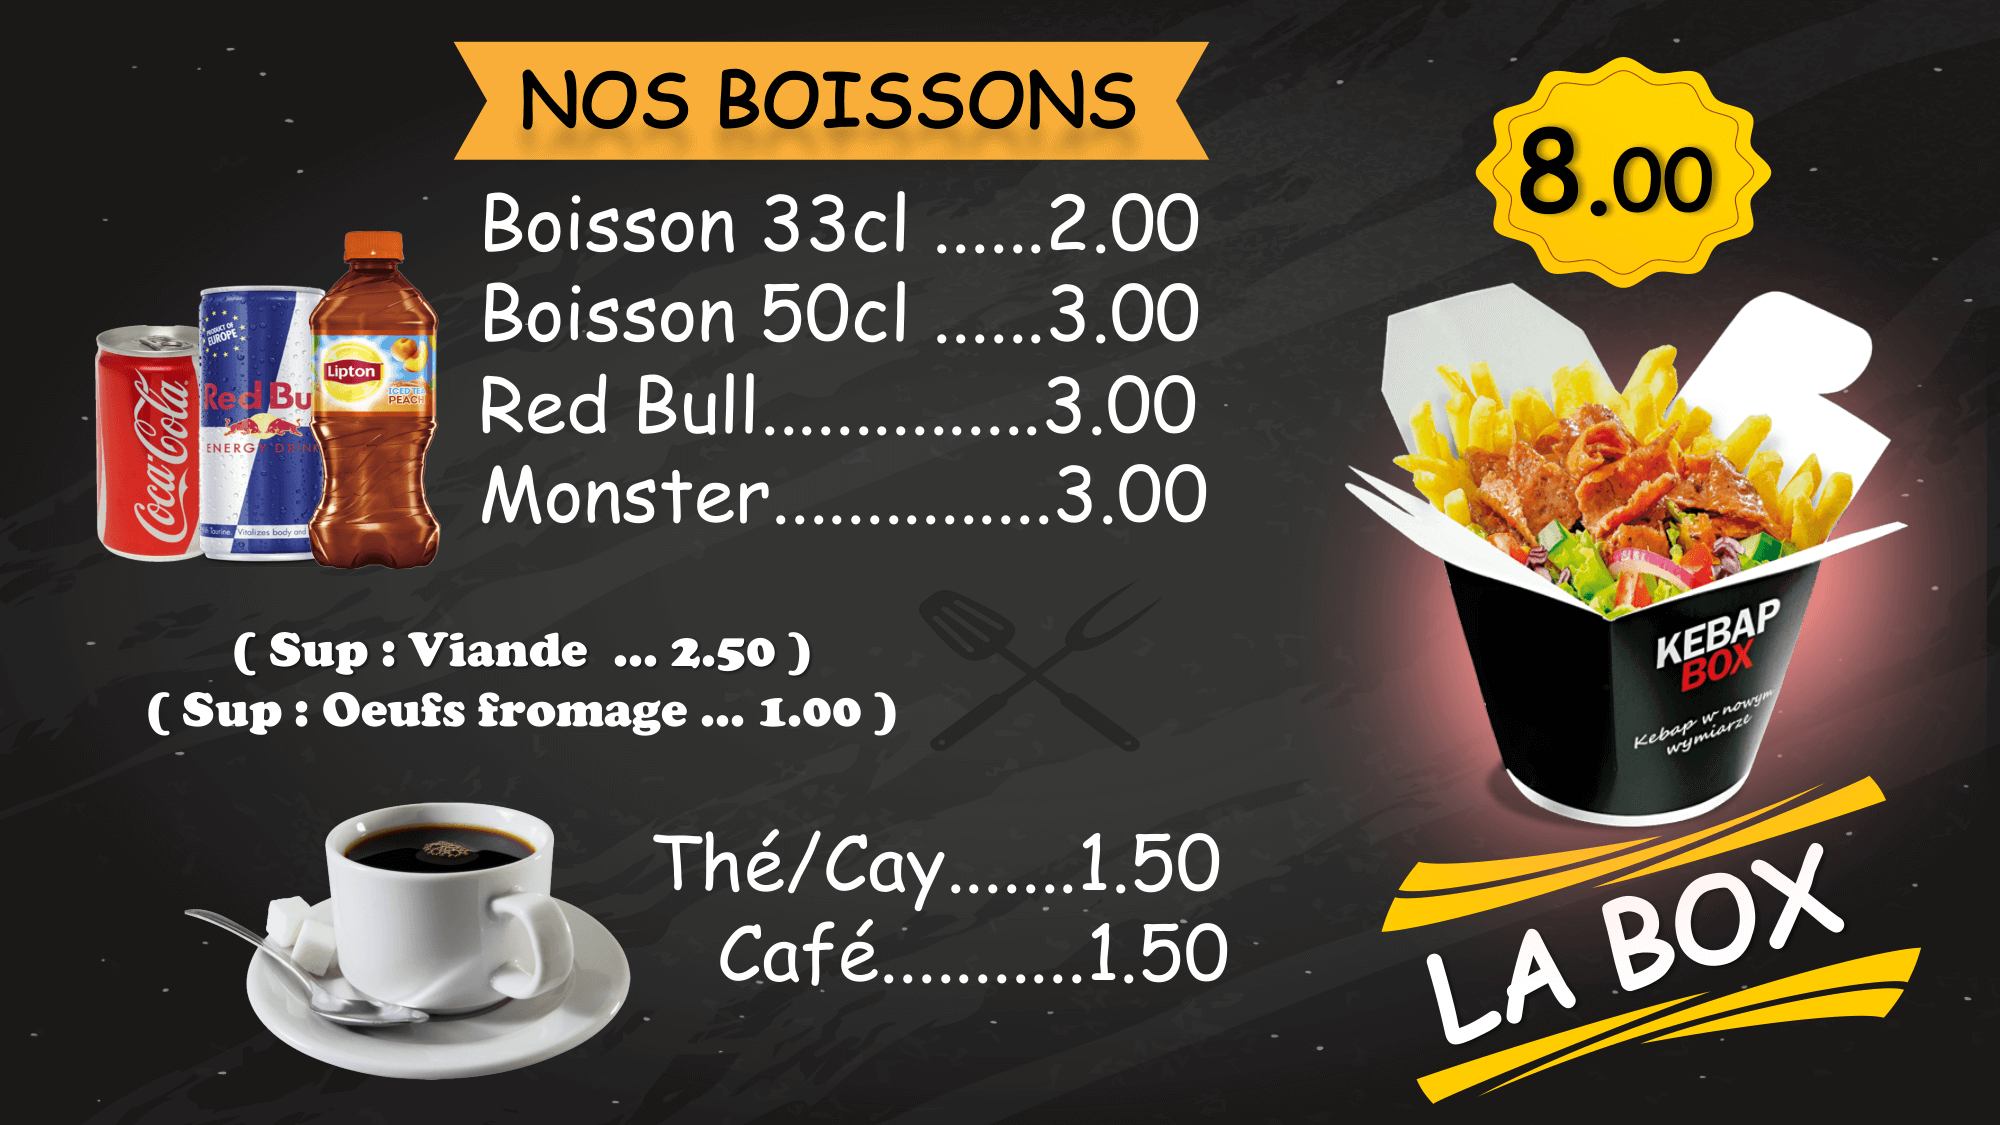 NOS BOISSONS
Boisson 33cl ......2.00
Boisson 50cl ......3.00
Red Bull...............3.00
Monster...............3.00
8.00
PRODUCT OF
EUROPE
Coca-Cola
Red Bu
ENERGY DRINK
Taurine. Vitalizes body and
Lipton
ICED TEA
PEACH
( Sup : Viande ... 2.50 )
( Sup : Oeufs fromage ... 1.00 )
KEBAP
BOX
Kebap w nowym
wymiarze
Thé/Cay.......1.50
Café...........1.50
LA BOX